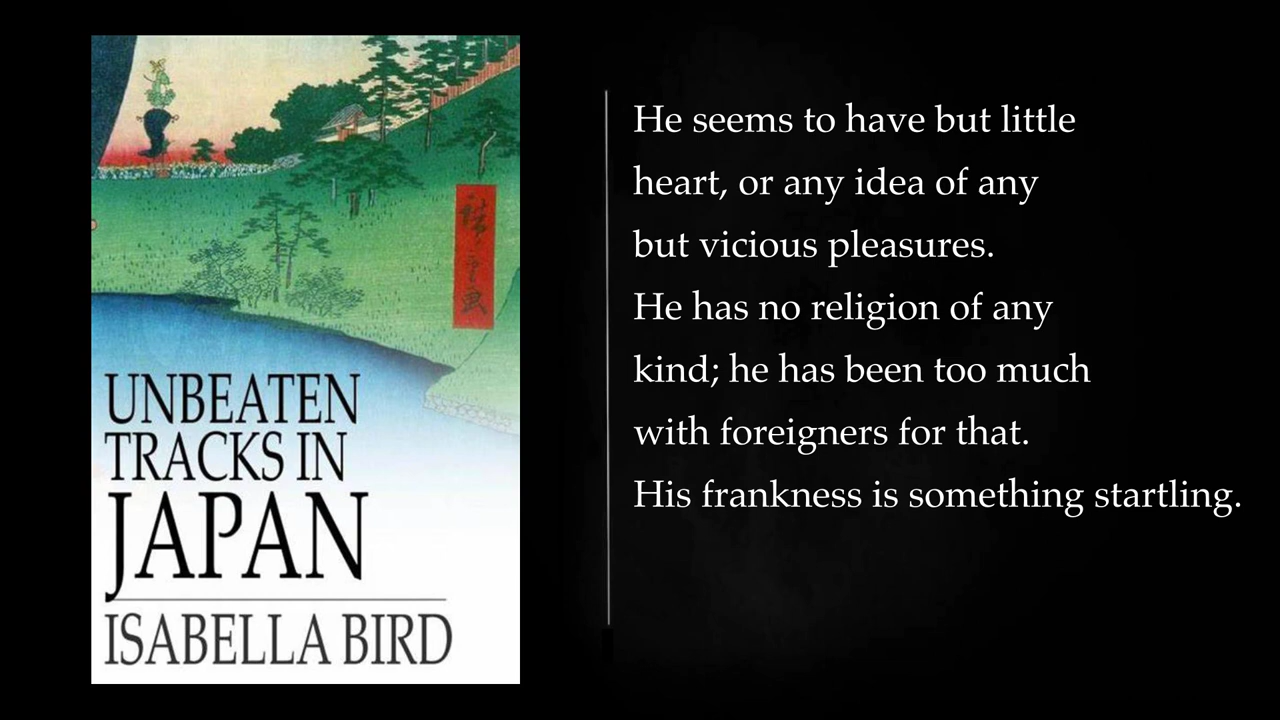 UNBEATEN
TRACKS IN
JAPAN
ISABELLA BIRD
He seems to have but little
heart, or any idea of any
but vicious pleasures.
He has no religion of any
kind; he has been too much
with foreigners for that.
His frankness is something startling.